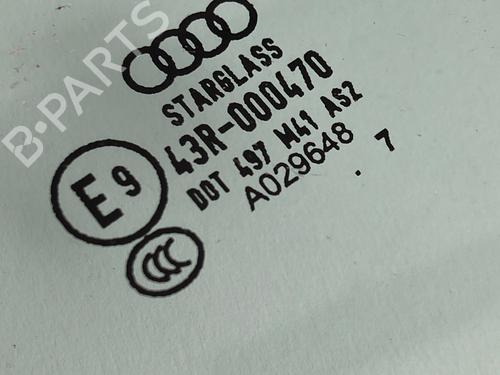 B-PARTS
STARGLASS
43R-000470
E9
DOT 497 M41 AS2
A029648
. 7
CCC